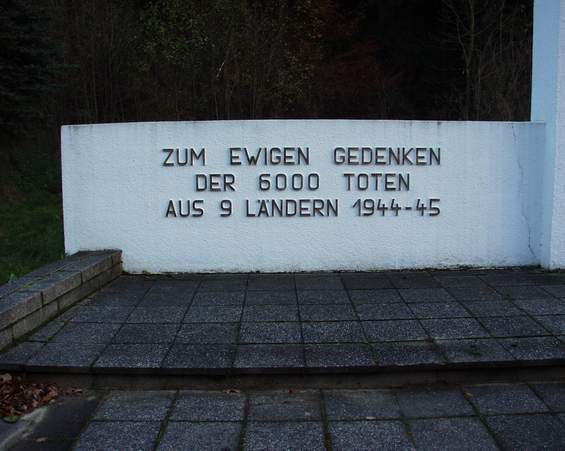 ZUM EWIGEN GEDENKEN
DER 6000 TOTEN
AUS 9 LÄNDERN 1944-45